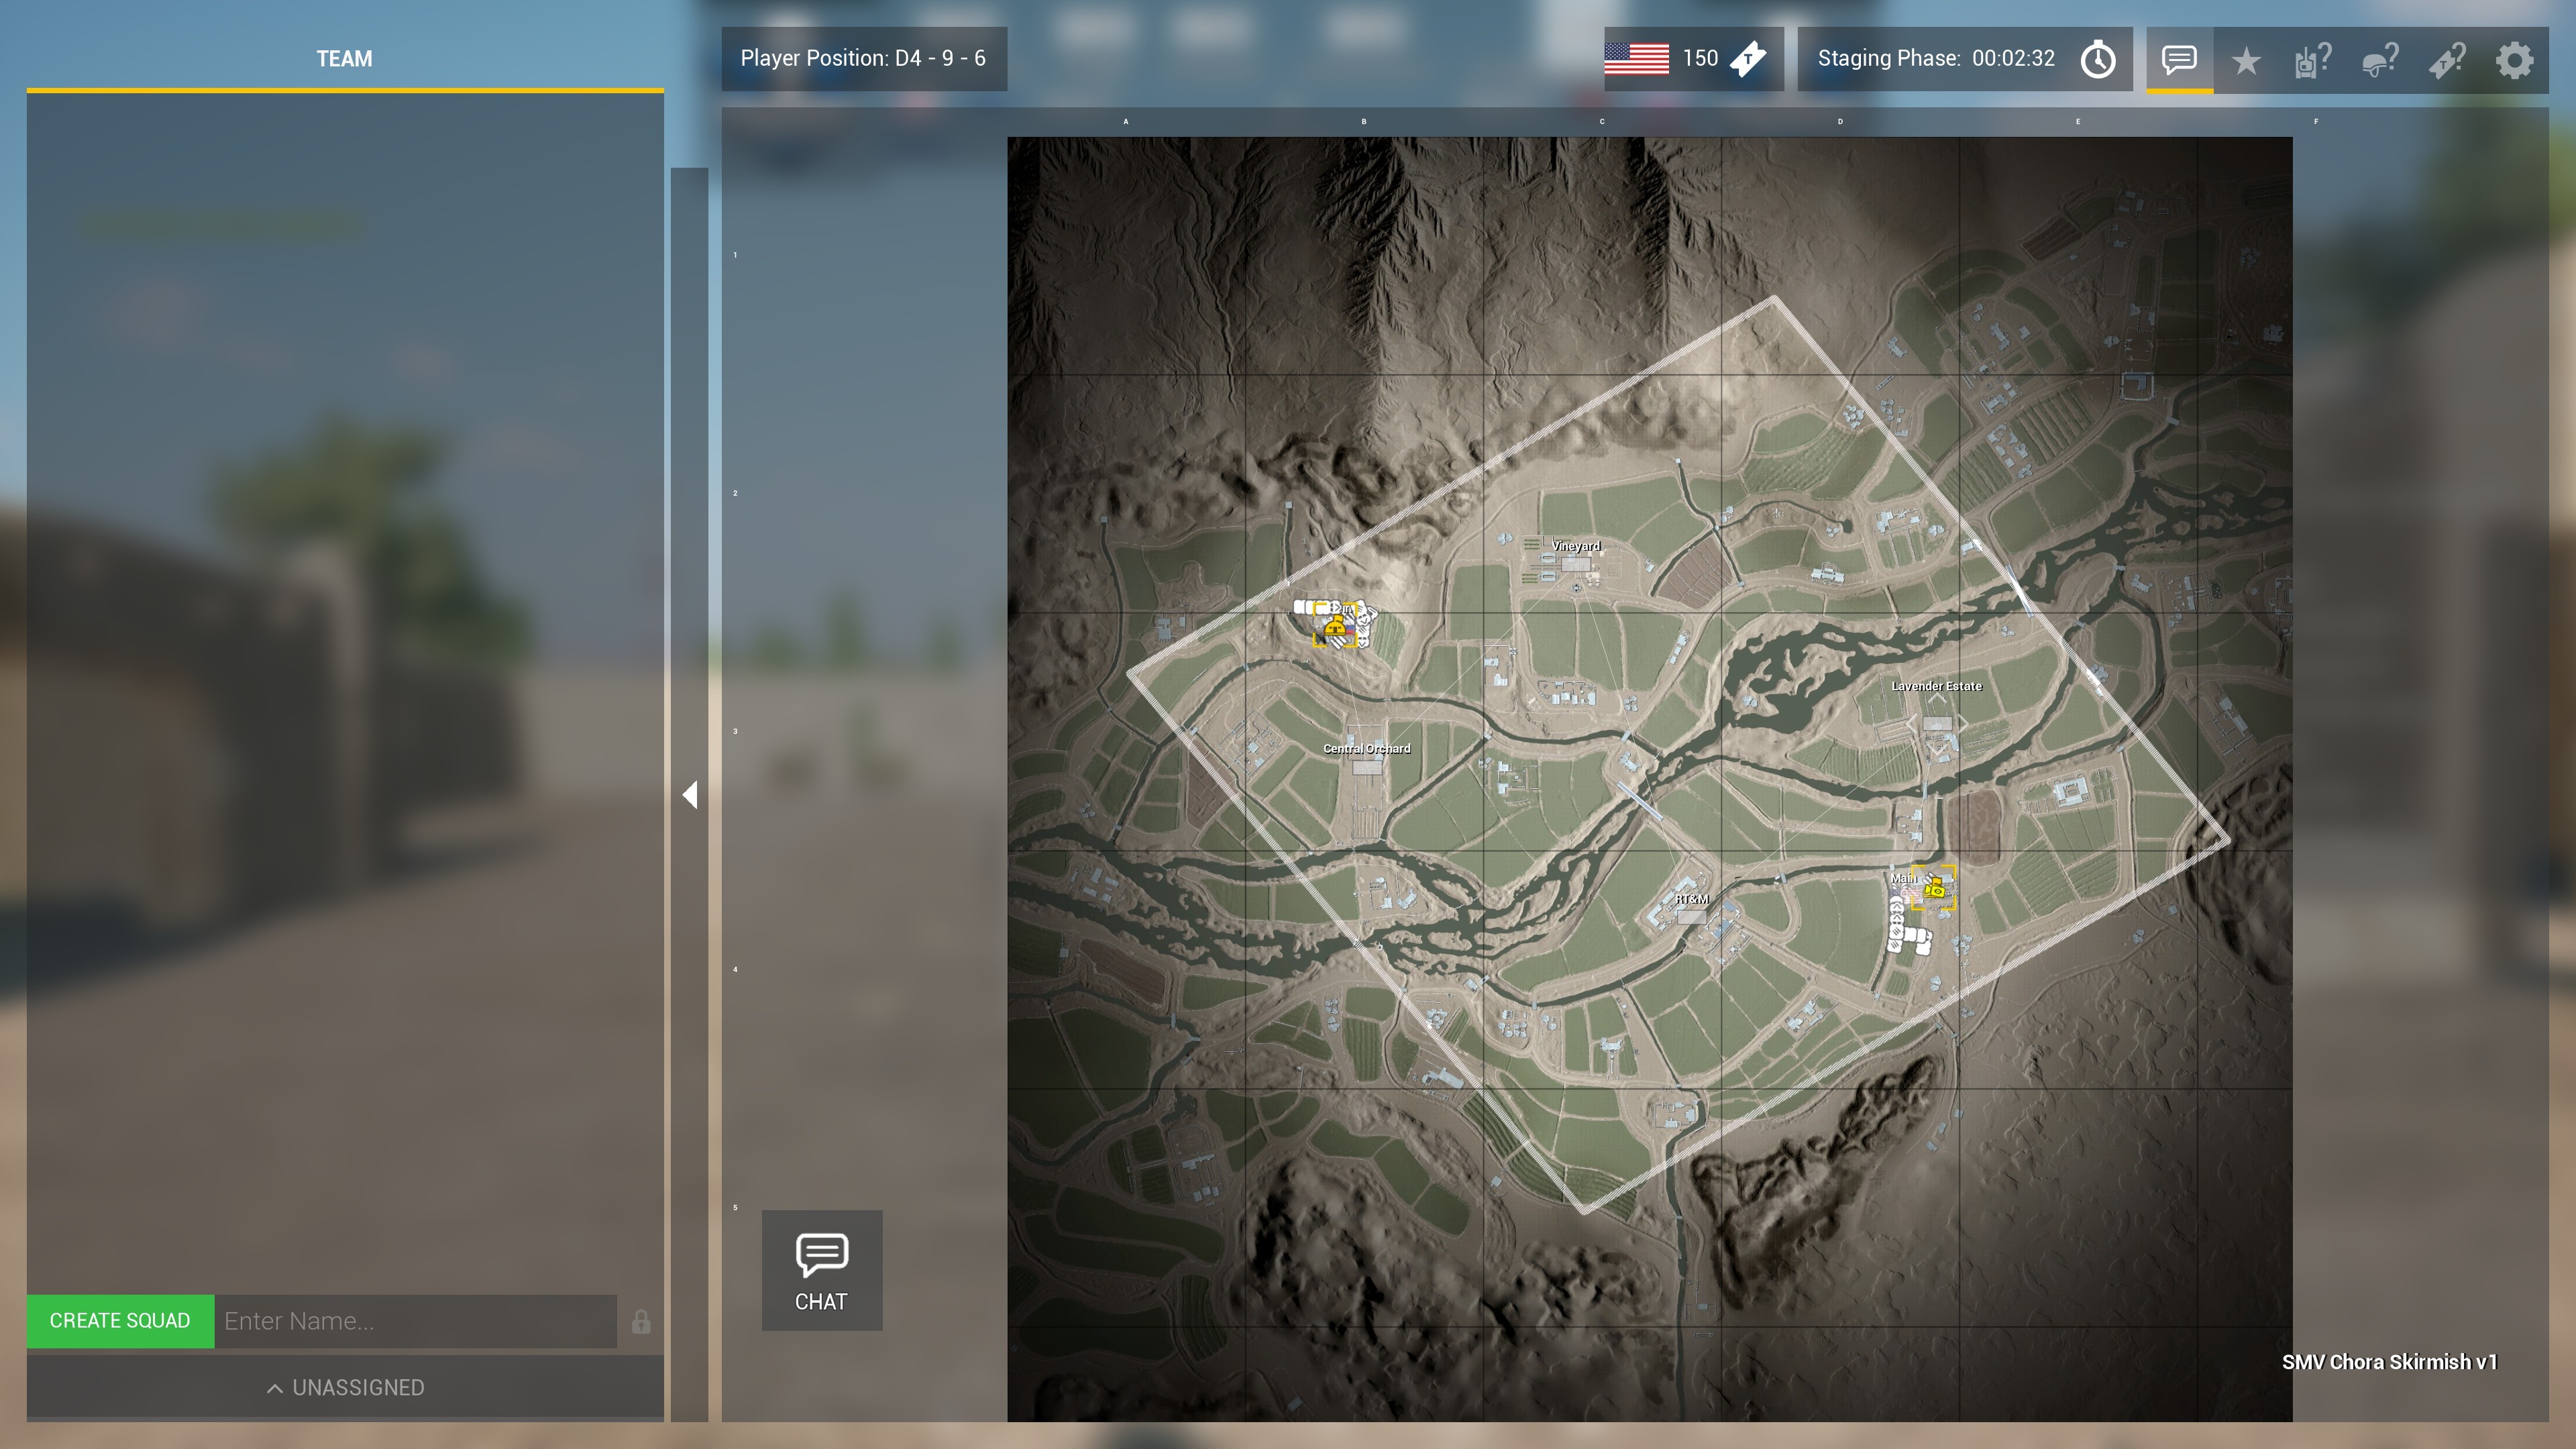 TEAM
Player Position: D4 - 9 - 6
150
T
Staging Phase: 00:02:32
A B C D E F
1
2
Vineyard
Lavender Estate
3
Central Orchard
Main
RT&M
4
5
CHAT
CREATE SQUAD
Enter Name...
SMV Chora Skirmish v1
UNASSIGNED